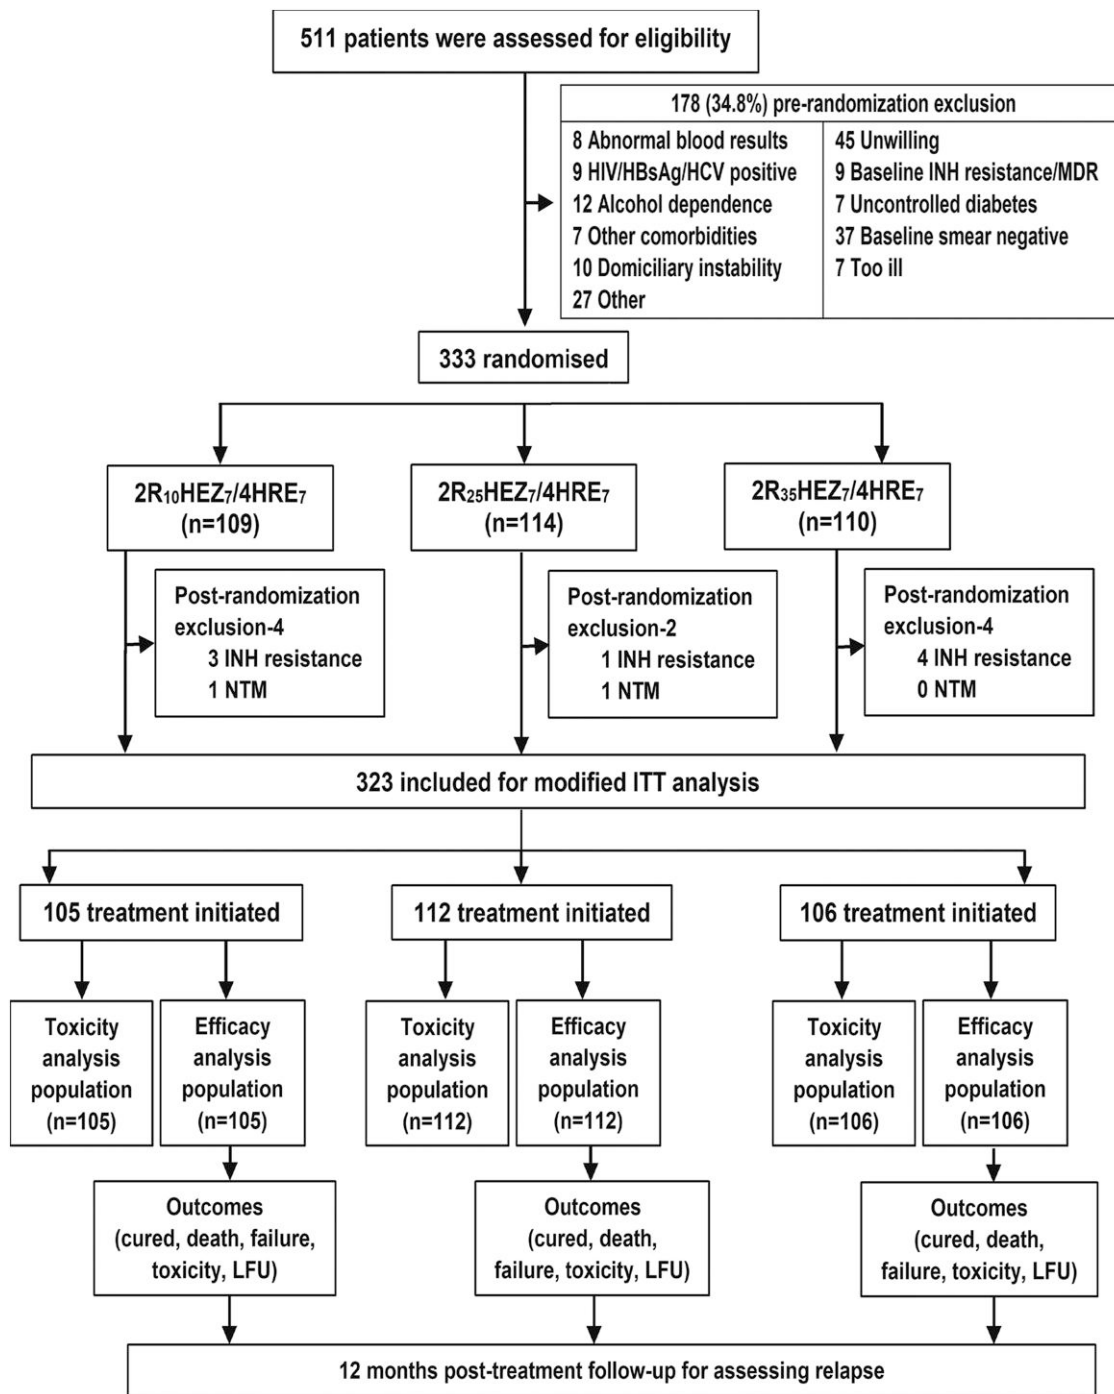 511 patients were assessed for eligibility
178 (34.8%) pre-randomization exclusion
8 Abnormal blood results
9 HIV/HBsAg/HCV positive
12 Alcohol dependence
7 Other comorbidities
10 Domiciliary instability
27 Other
45 Unwilling
9 Baseline INH resistance/MDR
7 Uncontrolled diabetes
37 Baseline smear negative
7 Too ill
333 randomised
2R₁₀HEZ₇/4HRE₇
(n=109)
2R₂₅HEZ₇/4HRE₇
(n=114)
2R₃₅HEZ₇/4HRE₇
(n=110)
Post-randomization
exclusion-4
3 INH resistance
1 NTM
Post-randomization
exclusion-2
1 INH resistance
1 NTM
Post-randomization
exclusion-4
4 INH resistance
0 NTM
323 included for modified ITT analysis
105 treatment initiated
112 treatment initiated
106 treatment initiated
Toxicity
analysis
population
(n=105)
Efficacy
analysis
population
(n=105)
Toxicity
analysis
population
(n=112)
Efficacy
analysis
population
(n=112)
Toxicity
analysis
population
(n=106)
Efficacy
analysis
population
(n=106)
Outcomes
(cured, death, failure,
toxicity, LFU)
Outcomes
(cured, death,
failure, toxicity, LFU)
Outcomes
(cured, death,
failure, toxicity, LFU)
12 months post-treatment follow-up for assessing relapse